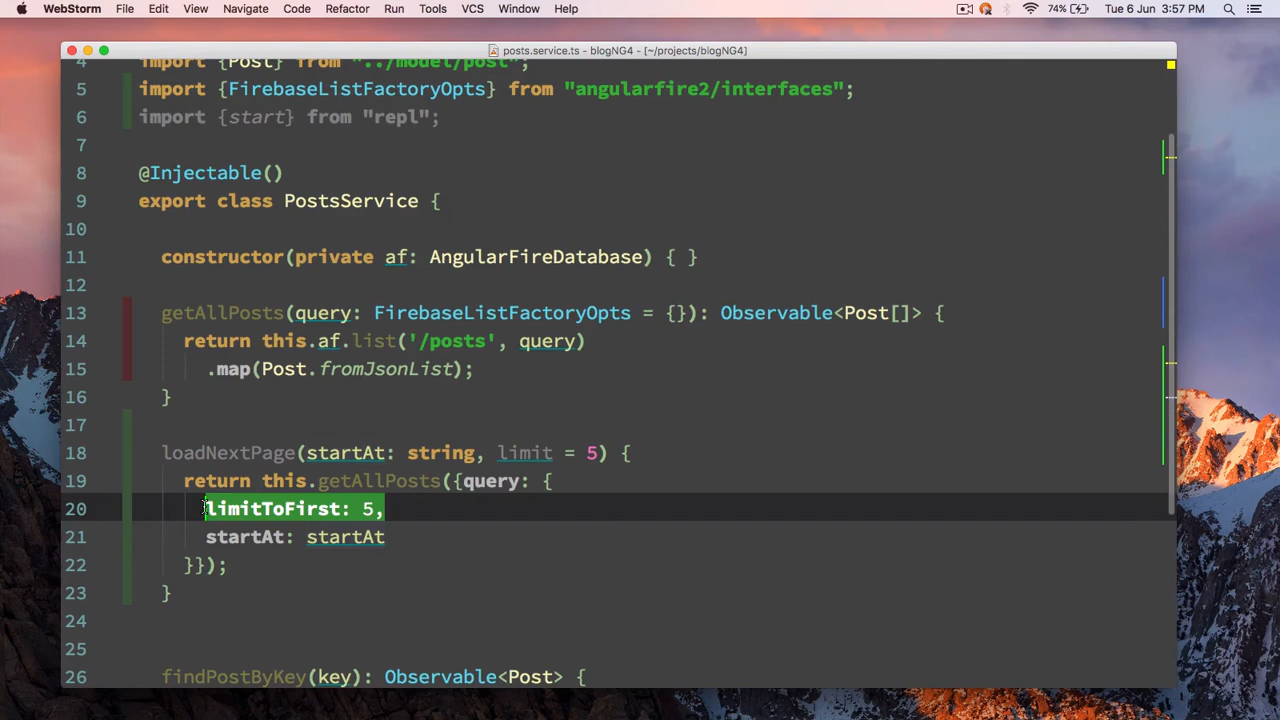 WebStorm File Edit View Navigate Code Refactor Run Tools VCS Window Help 74% Tue 6 Jun 3:57 PM
posts.service.ts - blogNG4 - [~/projects/blogNG4]
4 import {Post} from "../model/post";
5 import {FirebaseListFactoryOpts} from "angularfire2/interfaces";
6 import {start} from "repl";
7
8 @Injectable()
9 export class PostsService {
10
11 constructor(private af: AngularFireDatabase) { }
12
13 getAllPosts(query: FirebaseListFactoryOpts = {}): Observable<Post[]> {
14 return this.af.list('/posts', query)
15 .map(Post.fromJsonList);
16 }
17
18 loadNextPage(startAt: string, limit = 5) {
19 return this.getAllPosts({query: {
20 limitToFirst: 5,
21 startAt: startAt
22 }});
23 }
24
25
26 findPostByKey(key): Observable<Post> {